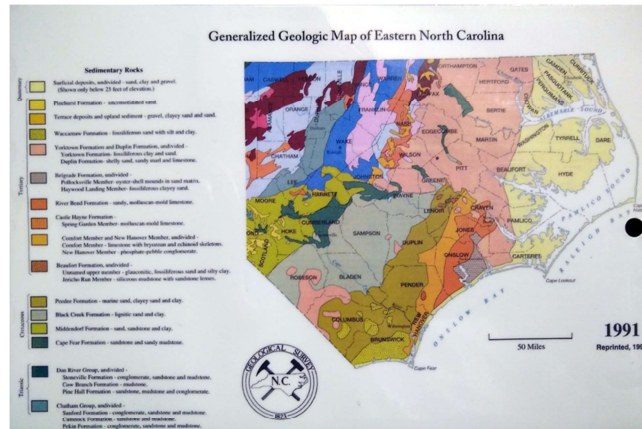 Generalized Geologic Map of Eastern North Carolina
Sedimentary Rocks
Quaternary
Surficial deposits, undivided - sand, clay and gravel.
(Shown only below 25 feet of elevation.)
Pinehurst Formation - unconsolidated sand.
Terrace deposits and upland sediment - gravel, clayey sand and sand.
Waccamaw Formation - fossiliferous sand with silt and clay.
Tertiary
Yorktown Formation and Duplin Formation, undivided -
Yorktown Formation- fossiliferous clay and sand.
Duplin Formation- shelly sand, sandy marl and limestone.
Belgrade Formation, undivided -
Pollocksville Member- oyster-shell mounds in sand matrix.
Haywood Landing Member- fossiliferous clayey sand.
River Bend Formation - sandy, molluscan-mold limestone.
Castle Hayne Formation -
Spring Garden Member- molluscan-mold limestone.
Comfort Member and New Hanover Member, undivided -
Comfort Member - limestone with bryozoan and echinoid skeletons.
New Hanover Member - phosphate-pebble conglomerate.
Beaufort Formation, undivided -
Unnamed upper member - glauconitic, fossiliferous sand and silty clay.
Jericho Run Member - siliceous mudstone with sandstone lenses.
Cretaceous
Peedee Formation - marine sand, clayey sand and clay.
Black Creek Formation - lignitic sand and clay.
Middendorf Formation - sand, sandstone and clay.
Cape Fear Formation - sandstone and sandy mudstone.
Triassic
Dan River Group, undivided -
Stoneville Formation - conglomerate, sandstone and mudstone.
Cow Branch Formation - mudstone.
Pine Hall Formation - sandstone, mudstone and conglomerate.
Chatham Group, undivided -
Sanford Formation - conglomerate, sandstone and mudstone.
Cumnock Formation - sandstone and mudstone.
Pekin Formation - conglomerate, sandstone and mudstone.
NORTHAMPTON
GATES
CAMDEN
CURRITUCK
PASQUOTANK
PERQUIMANS
HERTFORD
WARREN
ORANGE
FRANKLIN
BERTIE
NASH
EDGECOMBE
WAKE
MARTIN
WASHINGTON
TYRRELL
DARE
WILSON
CHATHAM
PITT
BEAUFORT
HYDE
JOHNSTON
GREENE
LEE
HARNETT
WAYNE
MOORE
LENOIR
CRAVEN
PAMLICO
CUMBERLAND
HOKE
SAMPSON
JONES
DUPLIN
SCOTLAND
ONSLOW
CARTERET
ROBESON
BLADEN
PENDER
COLUMBUS
NEW HANOVER
BRUNSWICK
ALBEMARLE SOUND
PAMLICO SOUND
RALEIGH BAY
ONSLOW BAY
Cape Lookout
Cape Fear
50 Miles
1991
Reprinted, 199
GEOLOGICAL SURVEY
N.C.
1823